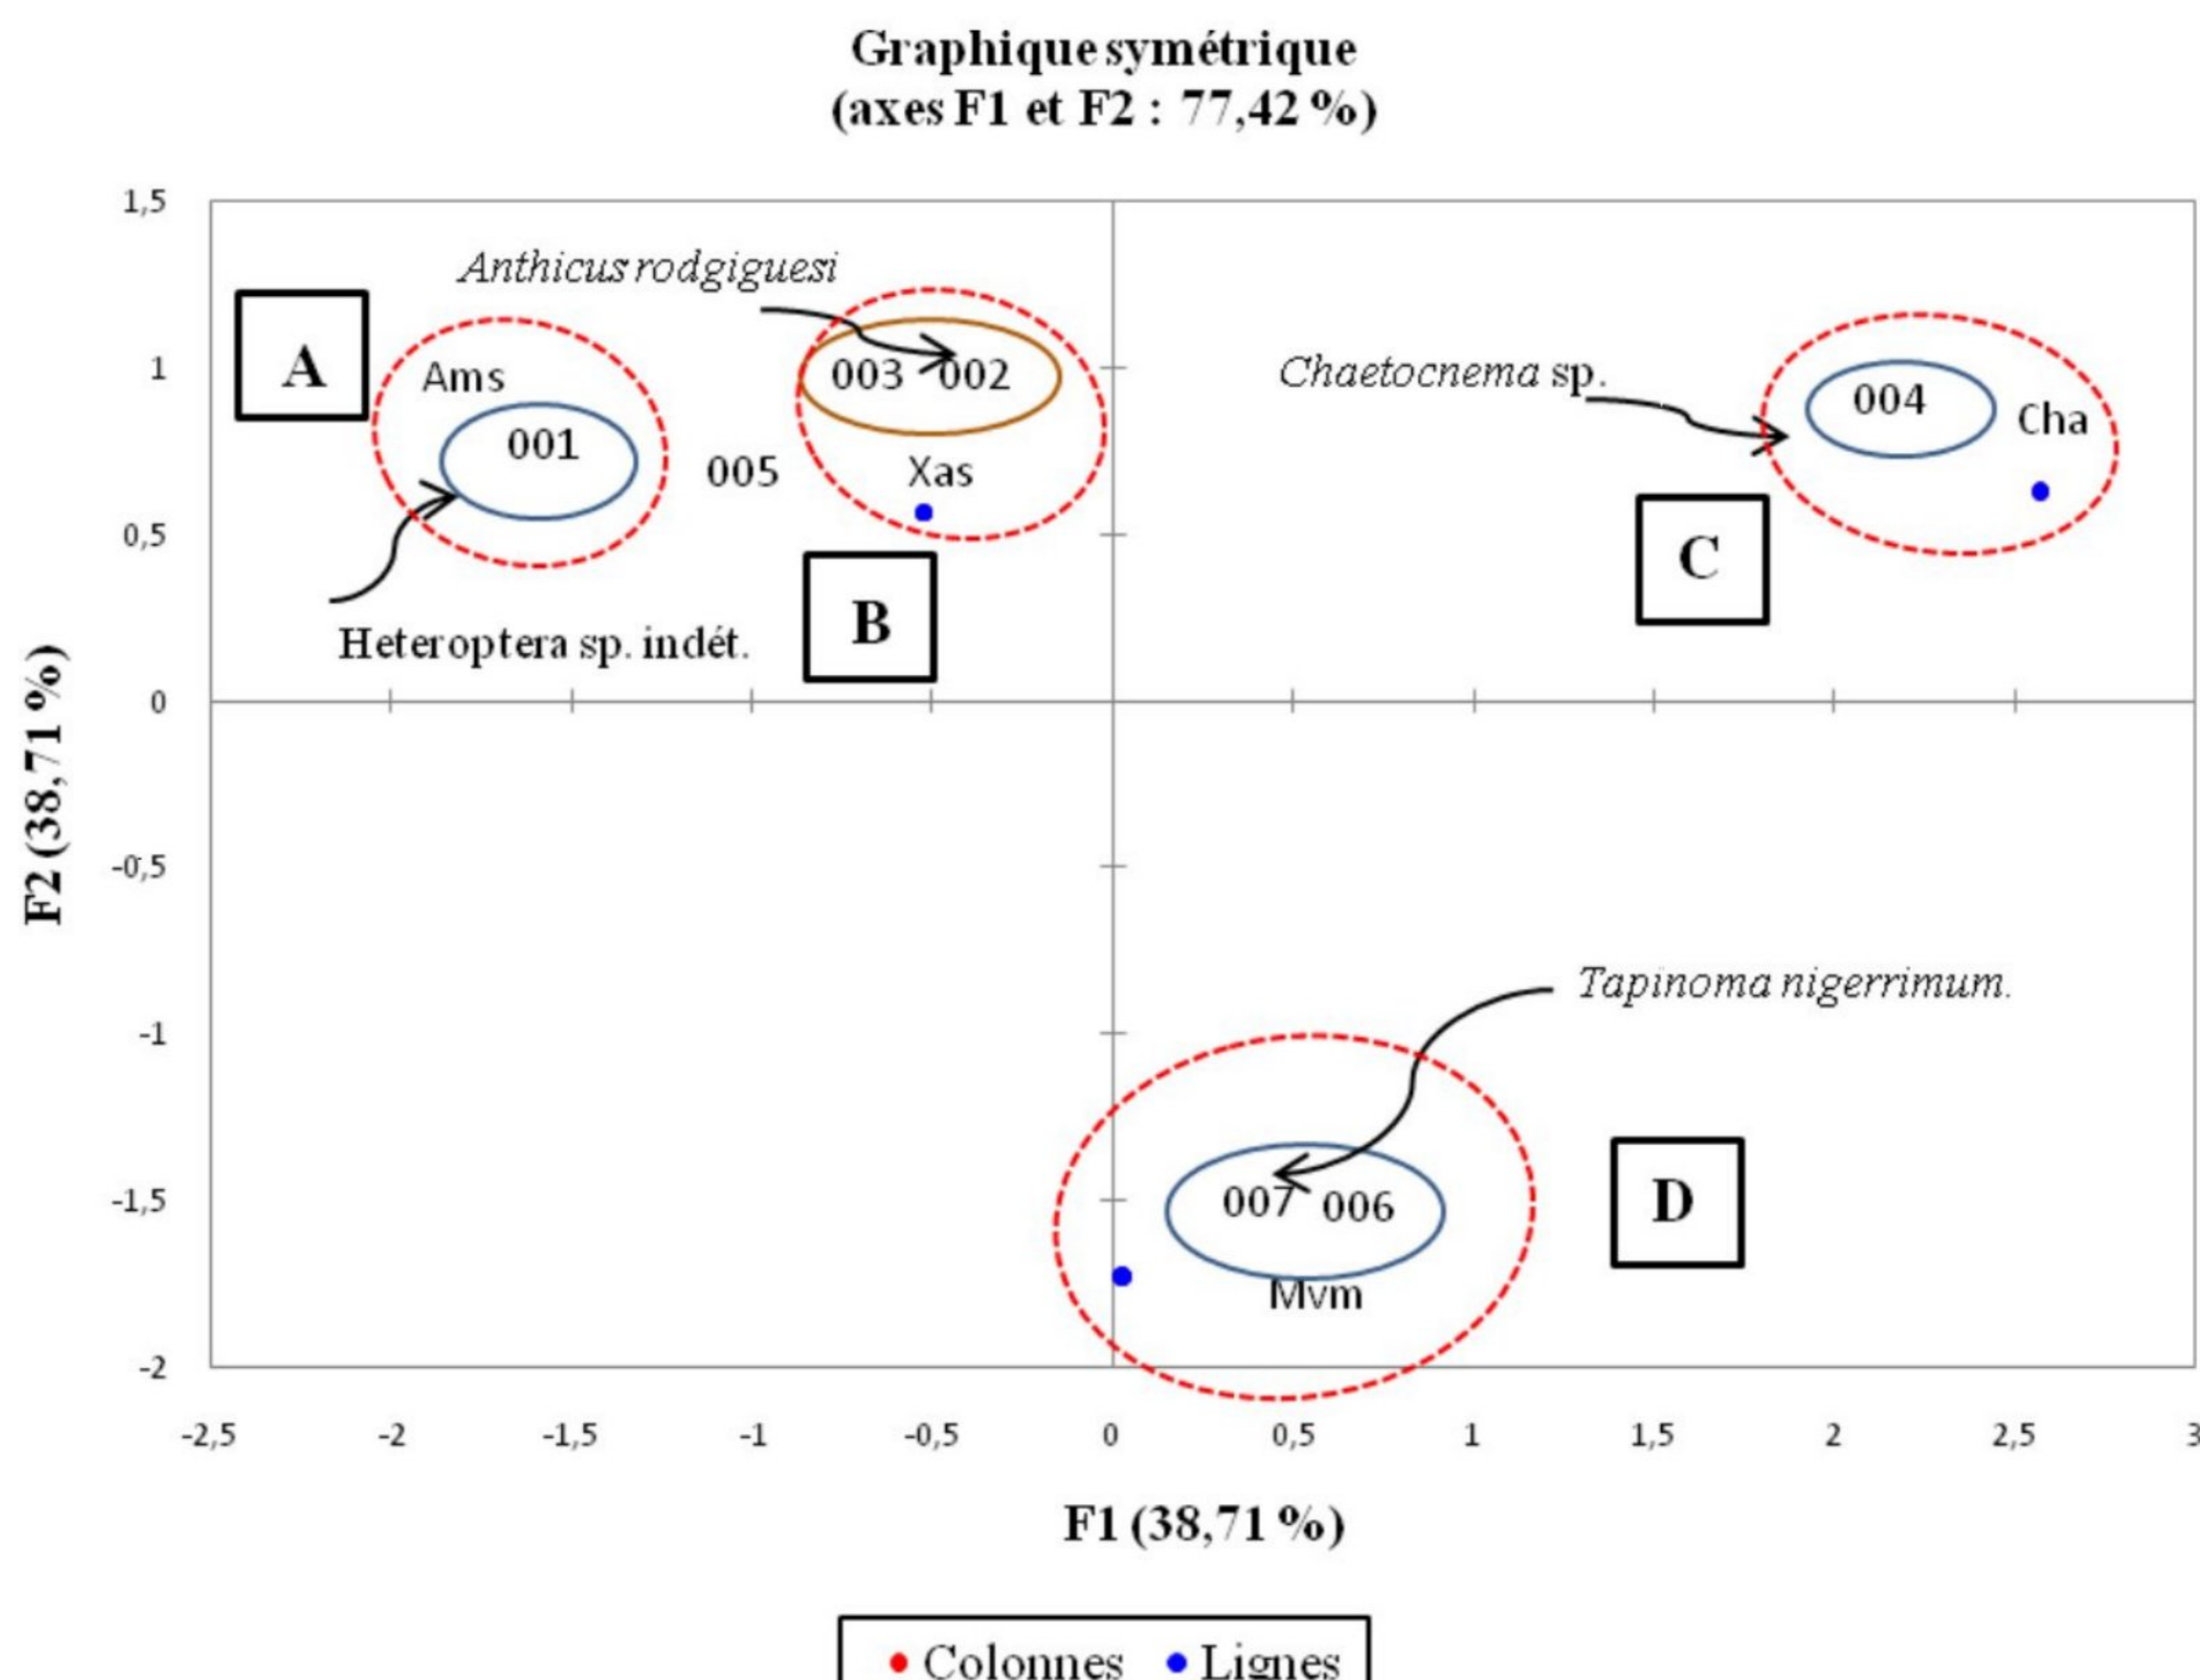 Graphique symétrique
(axes F1 et F2 : 77,42 %)
1,5
1
0,5
0
-0,5
-1
-1,5
-2
F2 (38,71 %)
A
Anthicus rodgiguesi
Ams
001
003 002
005
Xas
Heteroptera sp. indét.
B
Chaetocnema sp.
004
Cha
C
Tapinoma nigerrimum.
007 006
Mvm
D
-2,5 -2 -1,5 -1 -0,5 0 0,5 1 1,5 2 2,5 3
F1 (38,71 %)
Colonnes Lignes